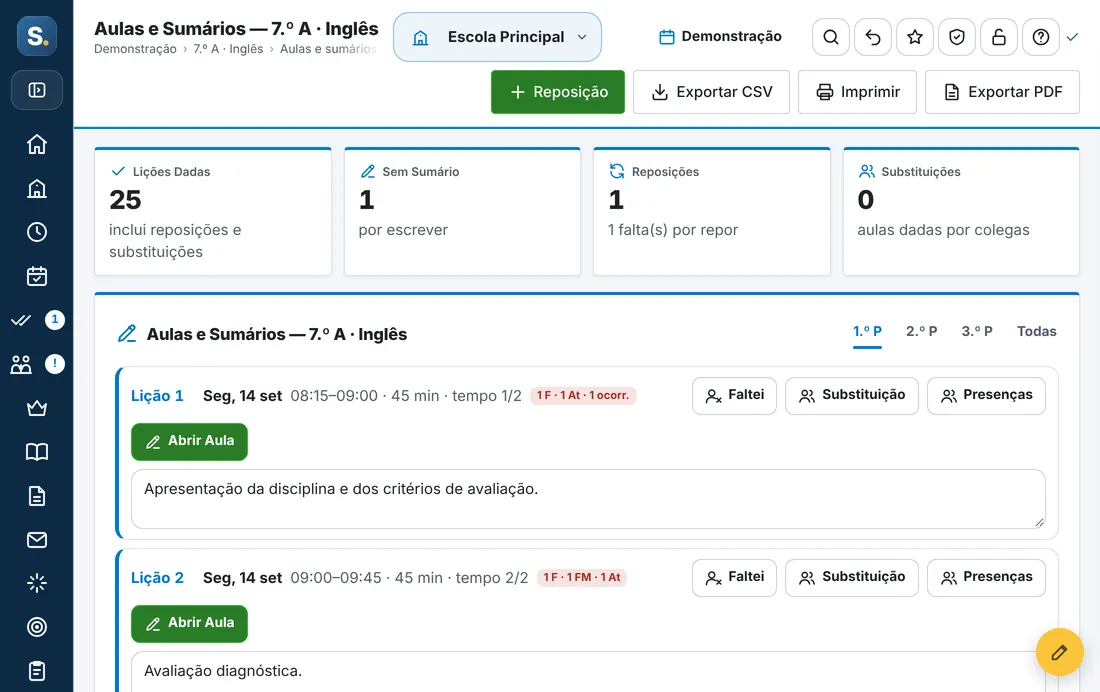 S.
Aulas e Sumários — 7.º A · Inglês
Demonstração › 7.º A · Inglês › Aulas e sumários
Escola Principal
Demonstração
Reposição
Exportar CSV
Imprimir
Exportar PDF
Lições Dadas
25
inclui reposições e
substituições
Sem Sumário
1
por escrever
Reposições
1
1 falta(s) por repor
Substituições
0
aulas dadas por colegas
1
!
Aulas e Sumários — 7.º A · Inglês
1.º P 2.º P 3.º P Todas
Lição 1 Seg, 14 set 08:15–09:00 · 45 min · tempo 1/2 1 F · 1 At · 1 ocorr. Faltei Substituição Presenças
Abrir Aula
Apresentação da disciplina e dos critérios de avaliação.
Lição 2 Seg, 14 set 09:00–09:45 · 45 min · tempo 2/2 1 F · 1 FM · 1 At Faltei Substituição Presenças
Abrir Aula
Avaliação diagnóstica.